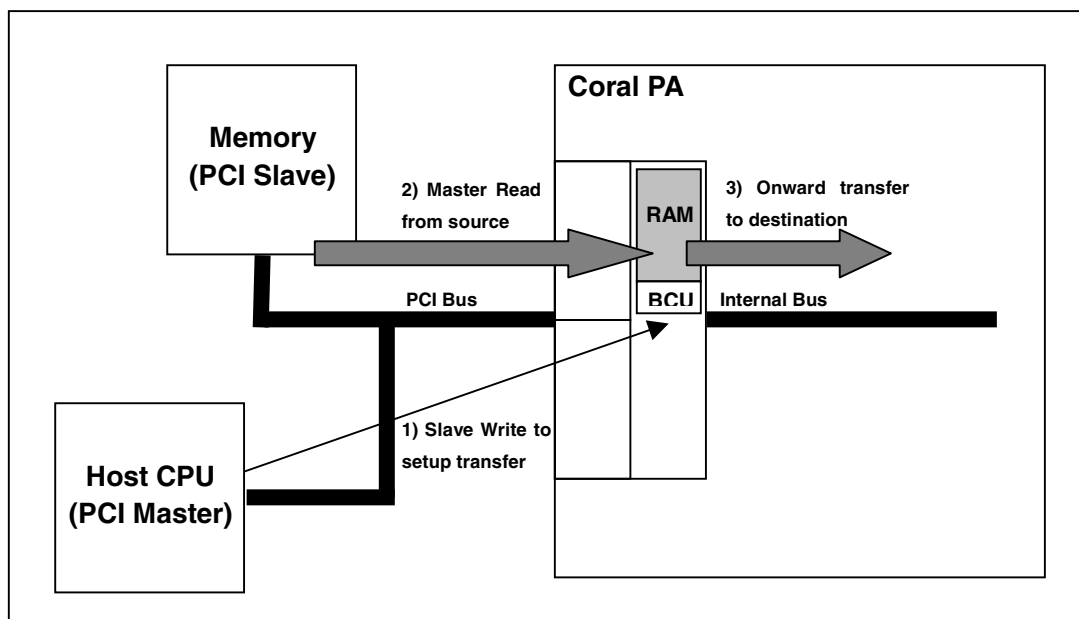 Coral PA
Memory
(PCI Slave)
2) Master Read
from source
RAM
3) Onward transfer
to destination
PCI Bus
BCU
Internal Bus
1) Slave Write to
setup transfer
Host CPU
(PCI Master)